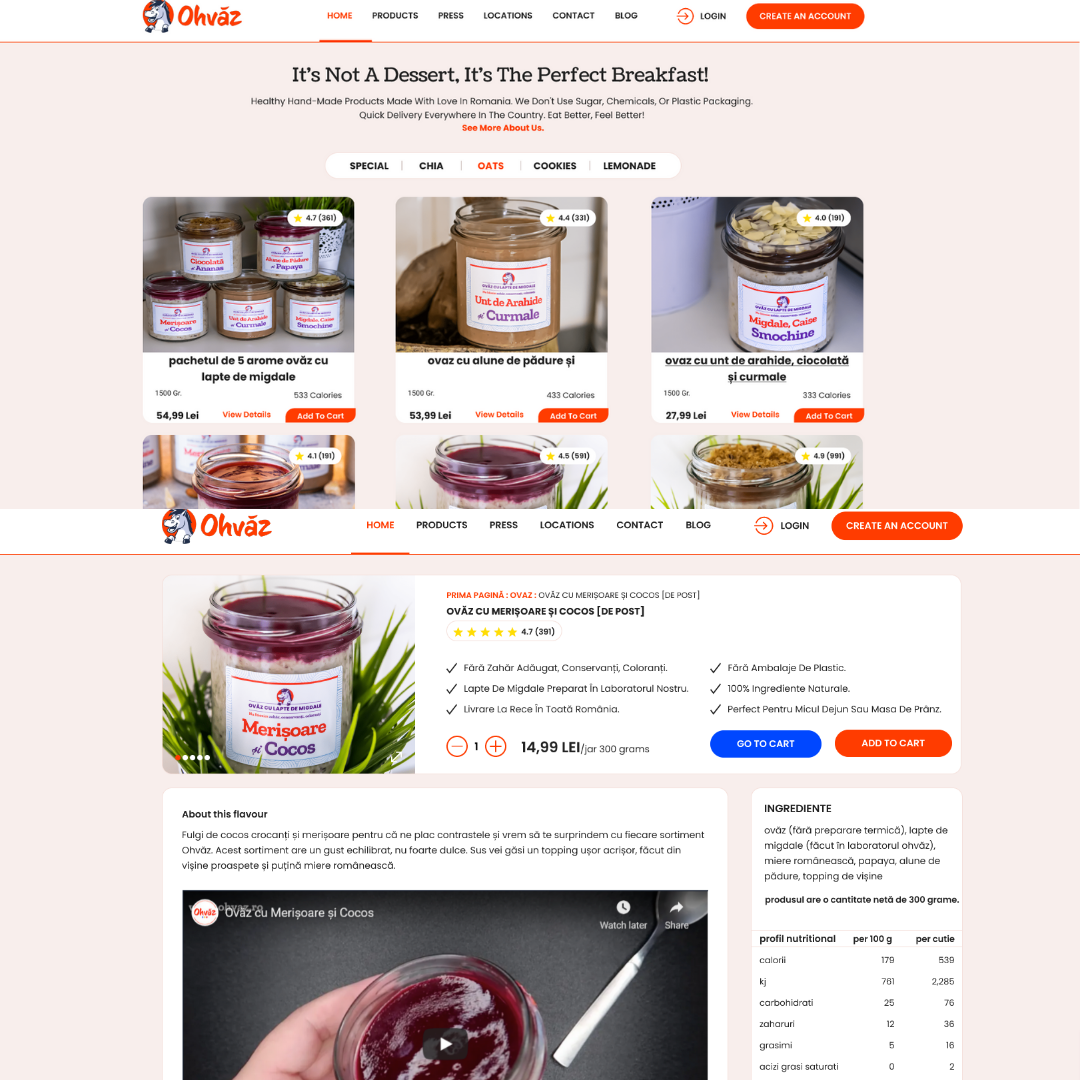 Ohvăz
HOME PRODUCTS PRESS LOCATIONS CONTACT BLOG LOGIN CREATE AN ACCOUNT
It's Not A Dessert, It's The Perfect Breakfast!
Healthy Hand-Made Products Made With Love In Romania. We Don't Use Sugar, Chemicals, Or Plastic Packaging.
Quick Delivery Everywhere In The Country. Eat Better, Feel Better!
See More About Us.
SPECIAL CHIA OATS COOKIES LEMONADE
4.7 (361)
Ciocolată
și Ananas
Alune de Pădure
și Papaya
Merișoare
și Cocos
Unt de Arahide
și Curmale
Migdale, Caise
Smochine
pachetul de 5 arome ovăz cu
lapte de migdale
1500 Gr. 533 Calories
54,99 Lei View Details Add To Cart
4.4 (331)
OVĂZ CU LAPTE DE MIGDALE
Unt de Arahide
și Curmale
ovaz cu alune de pădure și
1500 Gr. 433 Calories
53,99 Lei View Details Add To Cart
4.0 (191)
OVĂZ CU LAPTE DE MIGDALE
Migdale, Caise
Smochine
ovaz cu unt de arahide, ciocolată
și curmale
1500 Gr. 333 Calories
27,99 Lei View Details Add To Cart
4.1 (191)
4.5 (591)
4.9 (991)
Ohvăz
HOME PRODUCTS PRESS LOCATIONS CONTACT BLOG LOGIN CREATE AN ACCOUNT
OVĂZ CU LAPTE DE MIGDALE
Merișoare
și Cocos
PRIMA PAGINĂ : OVAZ : OVĂZ CU MERIȘOARE ȘI COCOS [DE POST]
OVĂZ CU MERIȘOARE ȘI COCOS [DE POST]
4.7 (391)
Fără Zahăr Adăugat, Conservanți, Coloranți.
Lapte De Migdale Preparat În Laboratorul Nostru.
Livrare La Rece În Toată România.
Fără Ambalaje De Plastic.
100% Ingrediente Naturale.
Perfect Pentru Micul Dejun Sau Masa De Prânz.
1 14,99 LEI/jar 300 grams
GO TO CART ADD TO CART
About this flavour
Fulgi de cocos crocanți și merișoare pentru că ne plac contrastele și vrem să te surprindem cu fiecare sortiment
Ohvăz. Acest sortiment are un gust echilibrat, nu foarte dulce. Sus vei găsi un topping ușor acrișor, făcut din
vișine proaspete și puțină miere românească.
Ohvăz
Ovăz cu Merișoare și Cocos
Watch later Share
INGREDIENTE
ovăz (fără preparare termică), lapte de
migdale (făcut în laboratorul ohvăz),
miere românească, papaya, alune de
pădure, topping de vișine
produsul are o cantitate netă de 300 grame.
profil nutritional per 100 g per cutie
calorii 179 539
kj 761 2,285
carbohidrati 25 76
zaharuri 12 36
grasimi 5 16
acizi grasi saturati 0 2